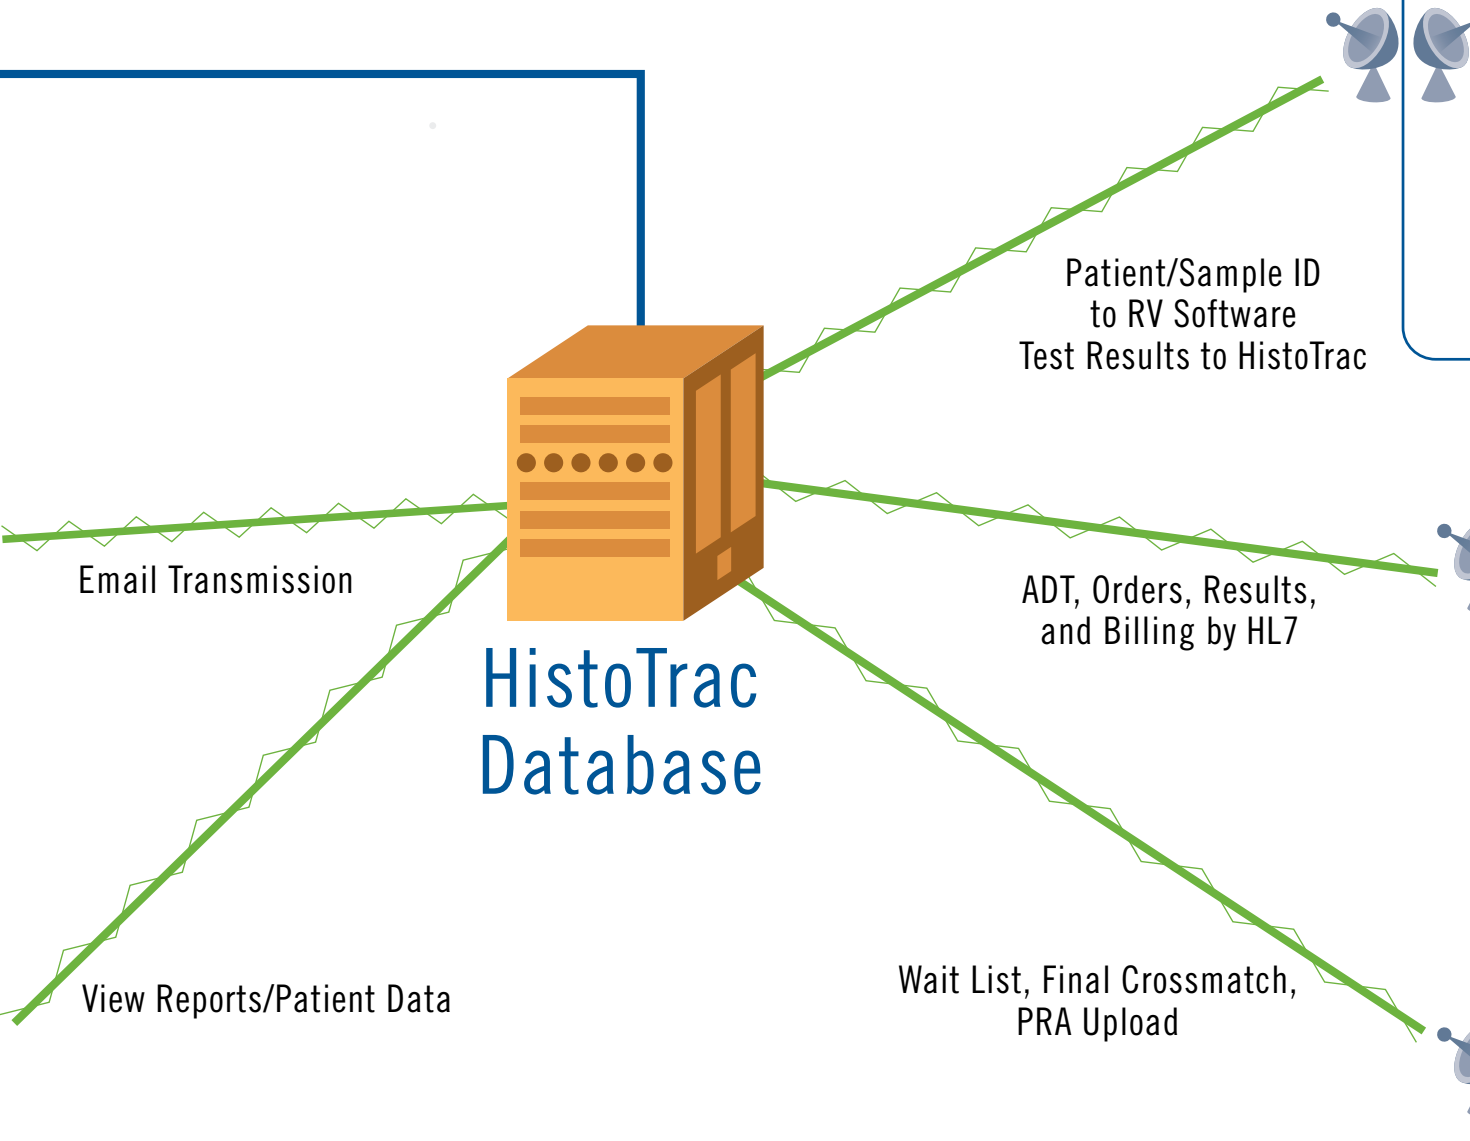 Patient/Sample ID
to RV Software
Test Results to HistoTrac
Email Transmission
ADT, Orders, Results,
and Billing by HL7
HistoTrac
Database
View Reports/Patient Data
Wait List, Final Crossmatch,
PRA Upload